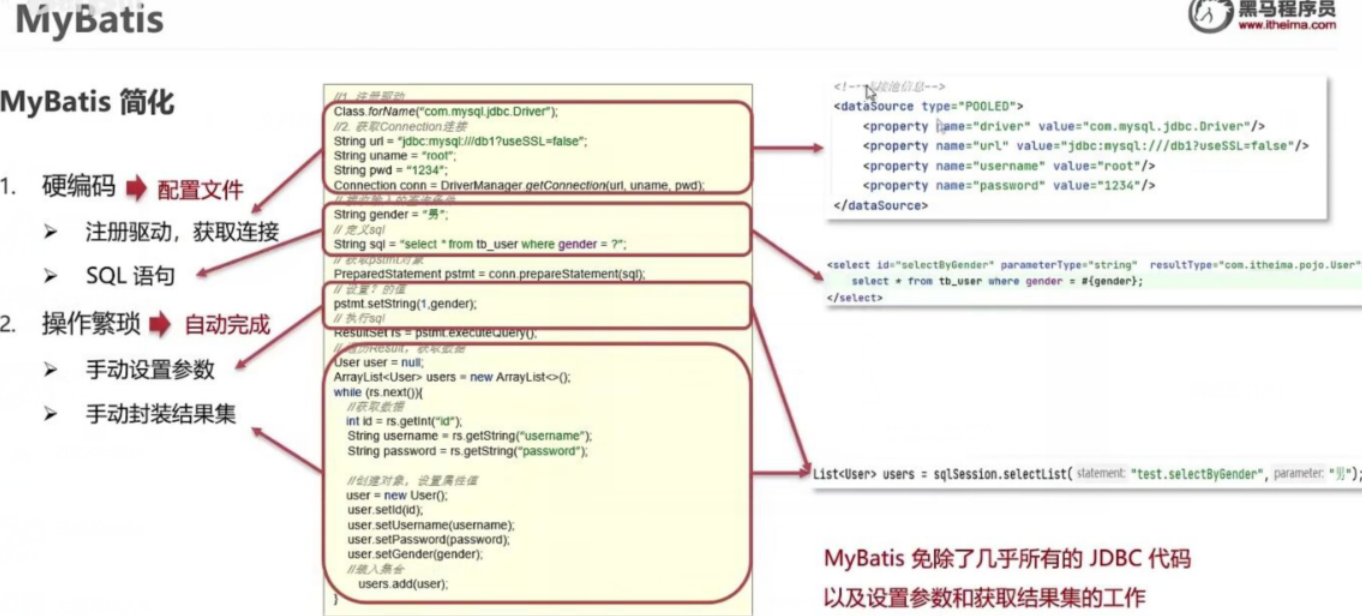 MyBatis
黑马程序员
www.itheima.com
MyBatis 简化
1. 硬编码 配置文件
注册驱动，获取连接
SQL 语句
2. 操作繁琐 自动完成
手动设置参数
手动封装结果集
//1. 注册驱动
Class.forName("com.mysql.jdbc.Driver");
//2. 获取Connection连接
String url = "jdbc:mysql:///db1?useSSL=false";
String uname = "root";
String pwd = "1234";
Connection conn = DriverManager.getConnection(url, uname, pwd);
String gender = "男";
// 定义sql
String sql = "select * from tb_user where gender = ?";
// 获取pstmt对象
PreparedStatement pstmt = conn.prepareStatement(sql);
// 设置？的值
pstmt.setString(1,gender);
// 执行sql
ResultSet rs = pstmt.executeQuery();
// 遍历Result，获取数据
User user = null;
ArrayList<User> users = new ArrayList<>();
while (rs.next()){
//获取数据
int id = rs.getInt("id");
String username = rs.getString("username");
String password = rs.getString("password");
//创建对象，设置属性值
user = new User();
user.setId(id);
user.setUsername(username);
user.setPassword(password);
user.setGender(gender);
//装入集合
users.add(user);
}
<!-- 接池信息-->
<dataSource type="POOLED">
<property name="driver" value="com.mysql.jdbc.Driver"/>
<property name="url" value="jdbc:mysql:///db1?useSSL=false"/>
<property name="username" value="root"/>
<property name="password" value="1234"/>
</dataSource>
<select id="selectByGender" parameterType="string" resultType="com.itheima.pojo.User"
select * from tb_user where gender = #{gender};
</select>
List<User> users = sqlSession.selectList( statement: "test.selectByGender", parameter: "男");
MyBatis 免除了几乎所有的 JDBC 代码
以及设置参数和获取结果集的工作